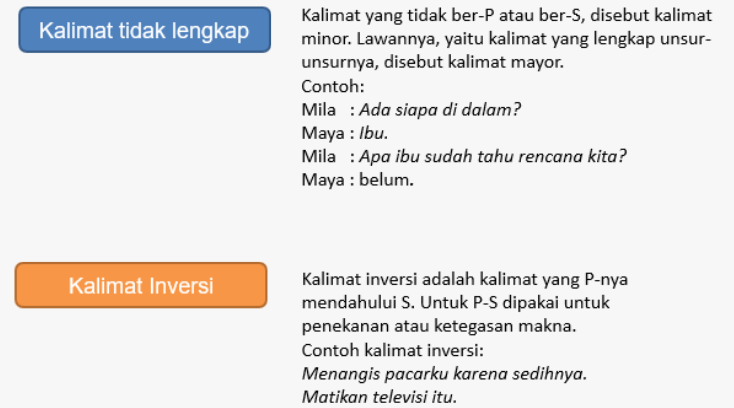 Kalimat tidak lengkap
Kalimat yang tidak ber-P atau ber-S, disebut kalimat
minor. Lawannya, yaitu kalimat yang lengkap unsur-
unsurnya, disebut kalimat mayor.
Contoh:
Mila : Ada siapa di dalam?
Maya : Ibu.
Mila : Apa ibu sudah tahu rencana kita?
Maya : belum.
Kalimat Inversi
Kalimat inversi adalah kalimat yang P-nya
mendahului S. Untuk P-S dipakai untuk
penekanan atau ketegasan makna.
Contoh kalimat inversi:
Menangis pacarku karena sedihnya.
Matikan televisi itu.